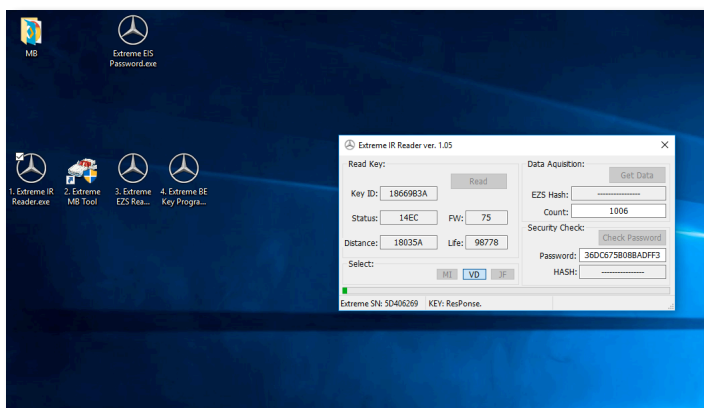 MB
Extreme EIS
Password.exe
1. Extreme IR
Reader.exe
2. Extreme
MB Tool
3. Extreme
EZS Rea...
4. Extreme BE
Key Progra...
Extreme IR Reader ver. 1.05
Read Key:
Read
Key ID: 18669B3A
Status: 14EC FW: 75
Distance: 18035A Life: 98778
Select:
MI VD JF
Data Aquisition:
Get Data
EZS Hash: ----------------
Count: 1006
Security Check:
Check Password
Password: 36DC675B08BADFF3
HASH: ----------------
Extreme SN: 5D406269 KEY: ResPonse.